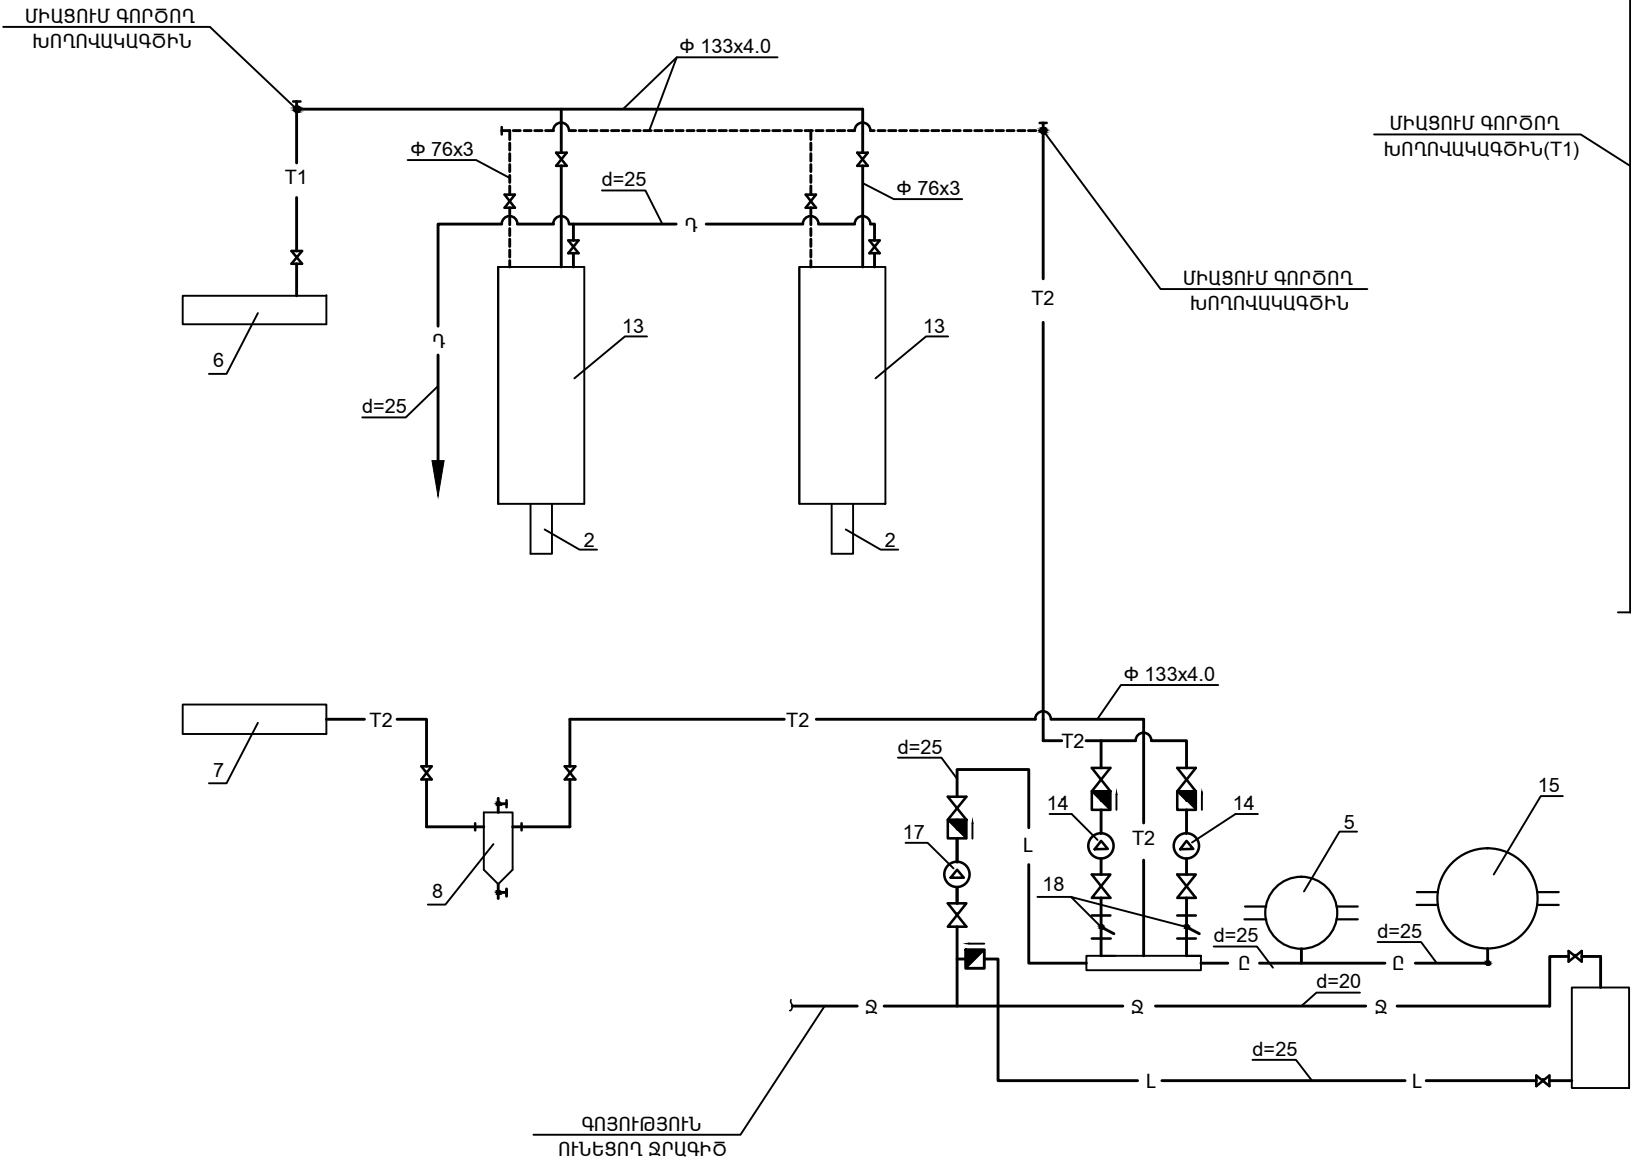 ՄԻԱՑՈՒՄ ԳՈՐԾՈՂ
ԽՈՂՈՎԱԿԱԳԾԻՆ
Ф 133x4.0
ՄԻԱՑՈՒՄ ԳՈՐԾՈՂ
ԽՈՂՈՎԱԿԱԳԾԻՆ(T1)
Ф 76x3
T1
d=25
Ф 76x3
Դ
ՄԻԱՑՈՒՄ ԳՈՐԾՈՂ
ԽՈՂՈՎԱԿԱԳԾԻՆ
T2
13
13
Դ
6
d=25
2
2
Ф 133x4.0
T2
T2
T2
d=25
7
15
14
14
5
17
T2
L
8
18
d=25
d=25
Ը
Ը
d=20
Ջ
Ջ
Ջ
d=25
L
L
ԳՈՅՈՒԹՅՈՒՆ
ՈՒՆԵՑՈՂ ՋՐԱԳԻԾ